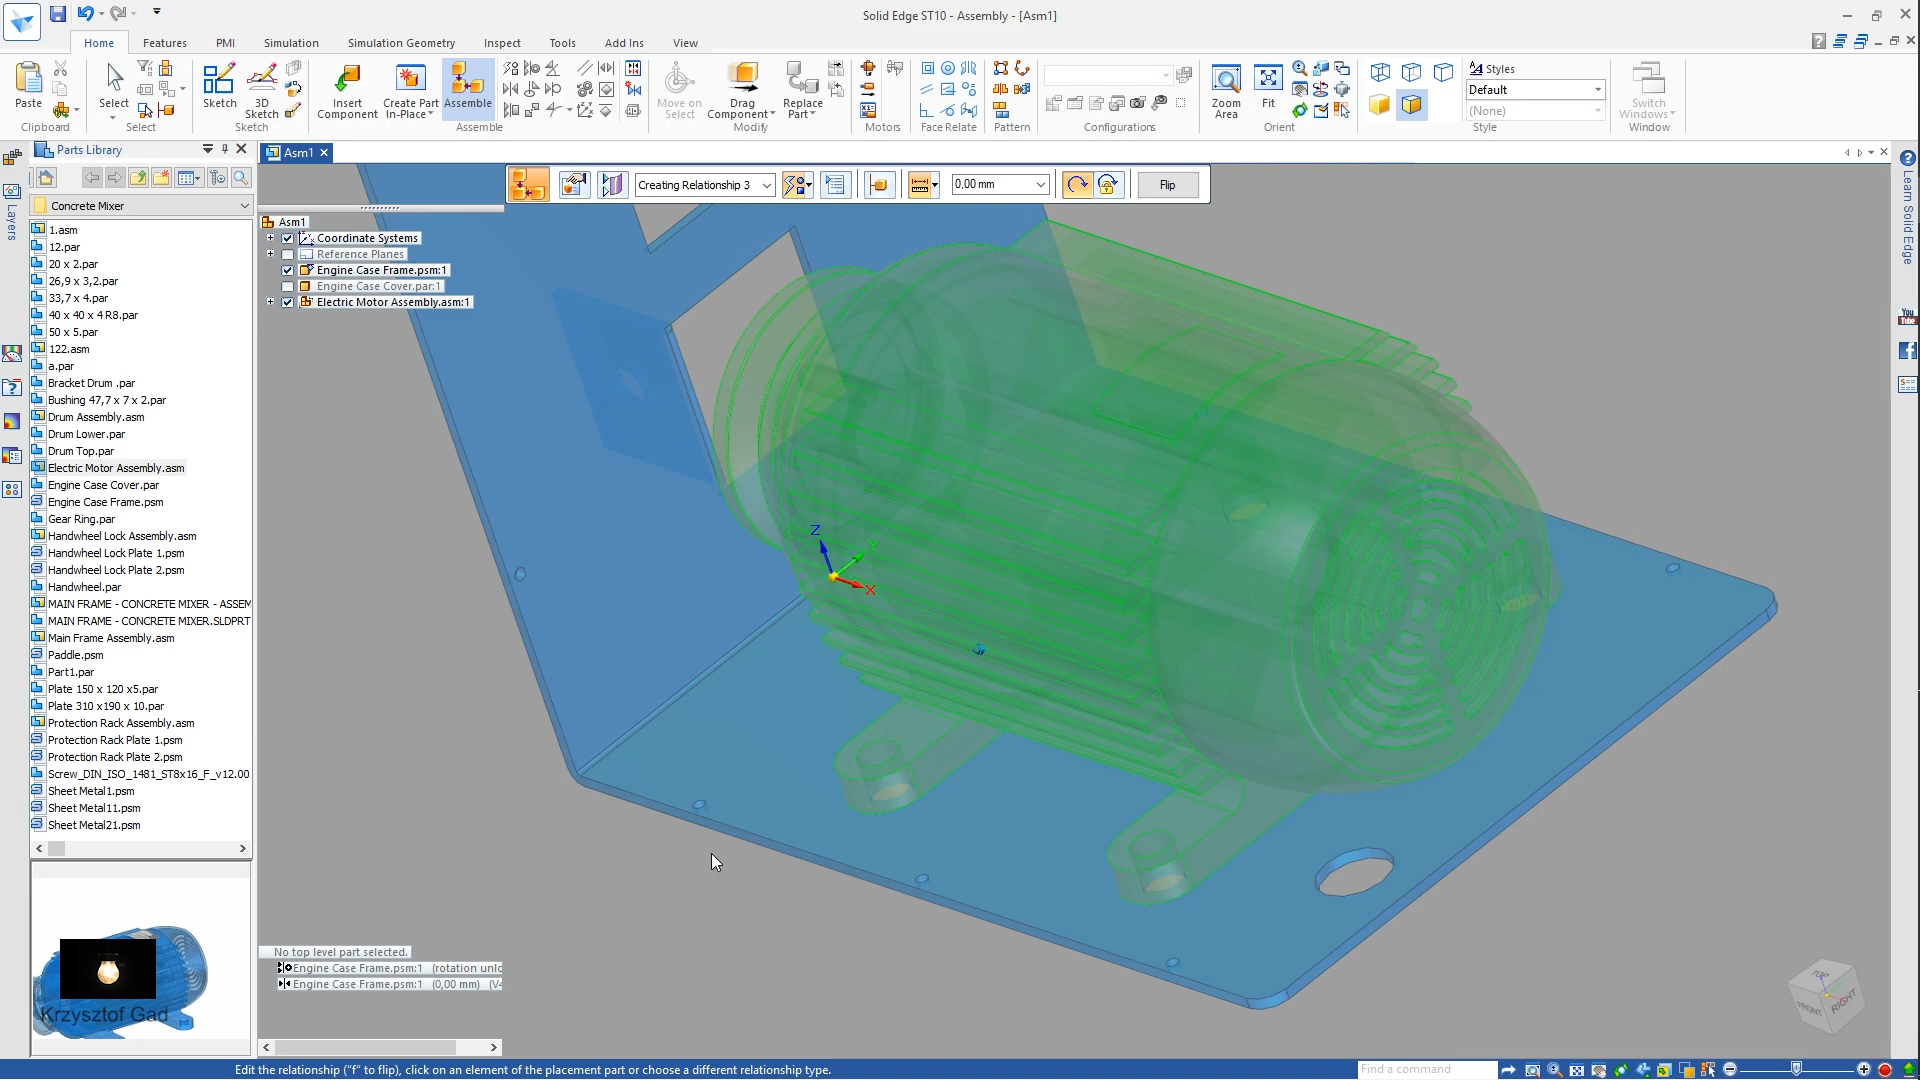 Solid Edge ST10 - Assembly - [Asm1]
Home Features PMI Simulation Simulation Geometry Inspect Tools Add Ins View
Paste Select Sketch 3D Sketch Insert Component Create Part In-Place Assemble Move on Select Drag Component Replace Part Zoom Area Fit Styles Default (None) Switch Windows
Clipboard Select Sketch Assemble Modify Motors Face Relate Pattern Configurations Orient Style Window
Parts Library
Asm1
Concrete Mixer
Creating Relationship 3 0,00 mm Flip
Layers
Learn Solid Edge
You Tube
1.asm
12.par
20 x 2.par
26,9 x 3,2.par
33,7 x 4.par
40 x 40 x 4 R8.par
50 x 5.par
122.asm
a.par
Bracket Drum .par
Bushing 47,7 x 7 x 2.par
Drum Assembly.asm
Drum Lower.par
Drum Top.par
Electric Motor Assembly.asm
Engine Case Cover.par
Engine Case Frame.psm
Gear Ring.par
Handwheel Lock Assembly.asm
Handwheel Lock Plate 1.psm
Handwheel Lock Plate 2.psm
Handwheel.par
MAIN FRAME - CONCRETE MIXER - ASSEM
MAIN FRAME - CONCRETE MIXER.SLDPRT
Main Frame Assembly.asm
Paddle.psm
Part1.par
Plate 150 x 120 x5.par
Plate 310 x190 x 10.par
Protection Rack Assembly.asm
Protection Rack Plate 1.psm
Protection Rack Plate 2.psm
Screw_DIN_ISO_1481_ST8x16_F_v12.00
Sheet Metal1.psm
Sheet Metal11.psm
Sheet Metal21.psm
Asm1
Coordinate Systems
Reference Planes
Engine Case Frame.psm:1
Engine Case Cover.par:1
Electric Motor Assembly.asm:1
Z
Y
X
No top level part selected.
Engine Case Frame.psm:1 (rotation unlo
Engine Case Frame.psm:1 (0,00 mm) (V4
TOP
FRONT
RIGHT
Krzysztof Gad
Edit the relationship ("f" to flip), click on an element of the placement part or choose a different relationship type.
Find a command